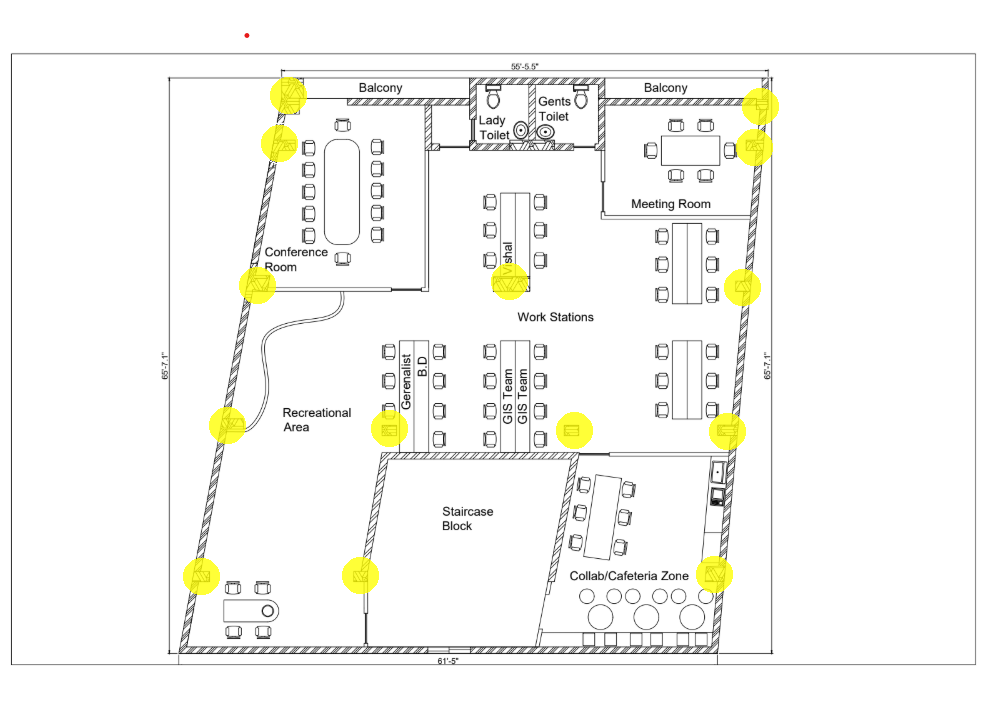 55'-5.5"
Balcony
Balcony
Lady
Toilet
Gents
Toilet
Meeting Room
Conference
Room
Vishal
Work Stations
65'-7.1"
65'-7.1"
Gerenalist
B.D
GIS Team
GIS Team
Recreational
Area
Staircase
Block
Collab/Cafeteria Zone
61'-5"